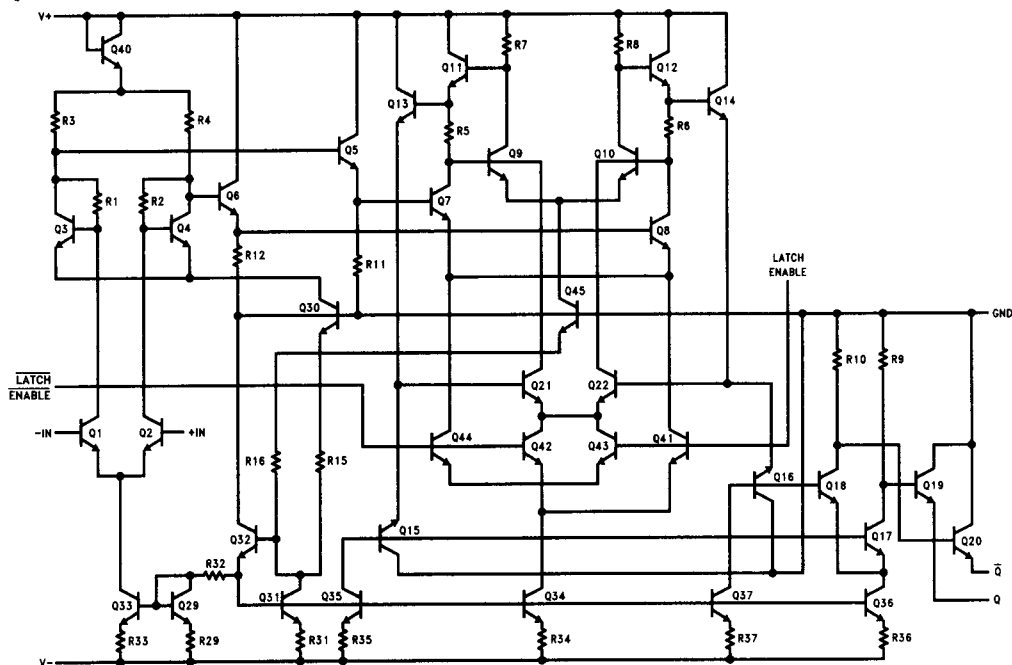 V+
Q40
R7
R8
Q11
Q12
Q13
Q14
R3
R4
R5
R6
Q5
Q9
Q10
R1
R2
Q6
Q7
Q3
Q4
Q8
R12
R11
LATCH
ENABLE
Q45
Q30
GND
R10
R9
LATCH
ENABLE
Q21
Q22
-IN
Q1
Q2
+IN
Q44
Q42
Q43
Q41
R16
R15
Q16
Q18
Q19
Q32
Q15
Q17
Q20
R32
Q
Q33
Q29
Q31
Q35
Q34
Q37
Q36
Q
R33
R29
R31
R35
R34
R37
R36
V-